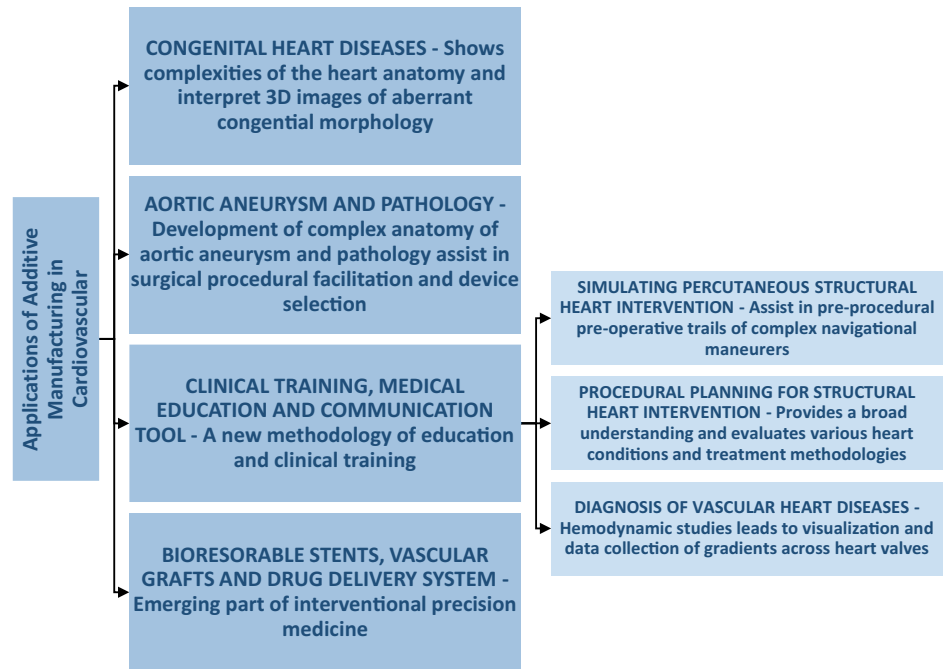 Applications of Additive
Manufacturing in
Cardiovascular
CONGENITAL HEART DISEASES - Shows
complexities of the heart anatomy and
interpret 3D images of aberrant
congential morphology
AORTIC ANEURYSM AND PATHOLOGY -
Development of complex anatomy of
aortic aneurysm and pathology assist in
surgical procedural facilitation and device
selection
CLINICAL TRAINING, MEDICAL
EDUCATION AND COMMUNICATION
TOOL - A new methodology of education
and clinical training
SIMULATING PERCUTANEOUS STRUCTURAL
HEART INTERVENTION - Assist in pre-procedural
pre-operative trails of complex navigational
maneurers
PROCEDURAL PLANNING FOR STRUCTURAL
HEART INTERVENTION - Provides a broad
understanding and evaluates various heart
conditions and treatment methodologies
DIAGNOSIS OF VASCULAR HEART DISEASES -
Hemodynamic studies leads to visualization and
data collection of gradients across heart valves
BIORESORABLE STENTS, VASCULAR
GRAFTS AND DRUG DELIVERY SYSTEM -
Emerging part of interventional precision
medicine